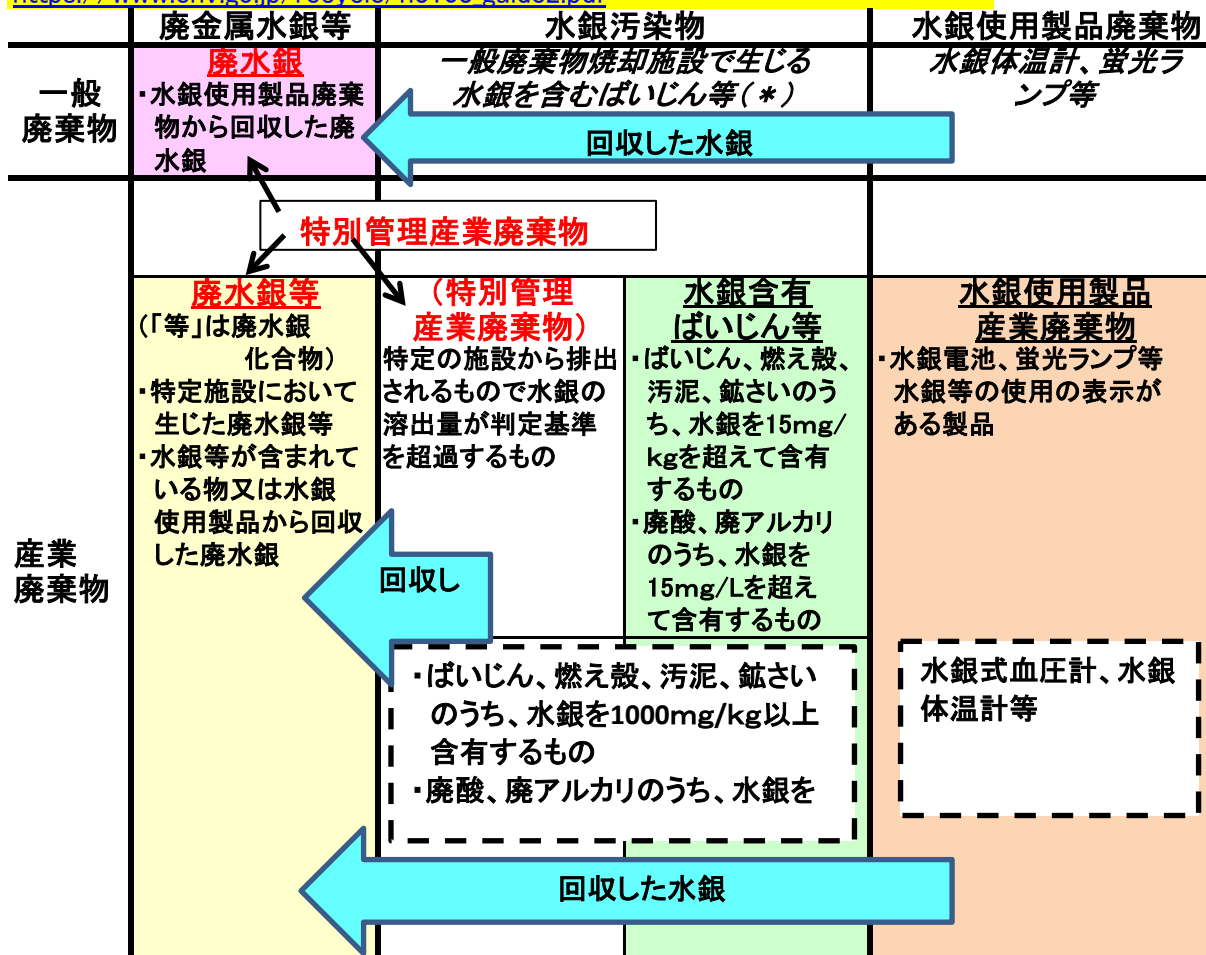 廃金属水銀等
水銀汚染物
水銀使用製品廃棄物
一般
廃棄物
廃水銀
・水銀使用製品廃棄
物から回収した廃
水銀
一般廃棄物焼却施設で生じる
水銀を含むばいじん等(*)
水銀体温計、蛍光ラ
ンプ等
回収した水銀
特別管理産業廃棄物
産業
廃棄物
廃水銀等
(「等」は廃水銀
化合物)
・特定施設において
生じた廃水銀等
・水銀等が含まれて
いる物又は水銀
使用製品から回収
した廃水銀
(特別管理
産業廃棄物)
特定の施設から排出
されるもので水銀の
溶出量が判定基準
を超過するもの
水銀含有
ばいじん等
・ばいじん、燃え殻、
汚泥、鉱さいのう
ち、水銀を15mg/
kgを超えて含有
するもの
・廃酸、廃アルカリ
のうち、水銀を
15mg/Lを超え
て含有するもの
水銀使用製品
産業廃棄物
・水銀電池、蛍光ランプ等
水銀等の使用の表示が
ある製品
回収し
・ばいじん、燃え殻、汚泥、鉱さい
のうち、水銀を1000mg/kg以上
含有するもの
・廃酸、廃アルカリのうち、水銀を
水銀式血圧計、水銀
体温計等
回収した水銀